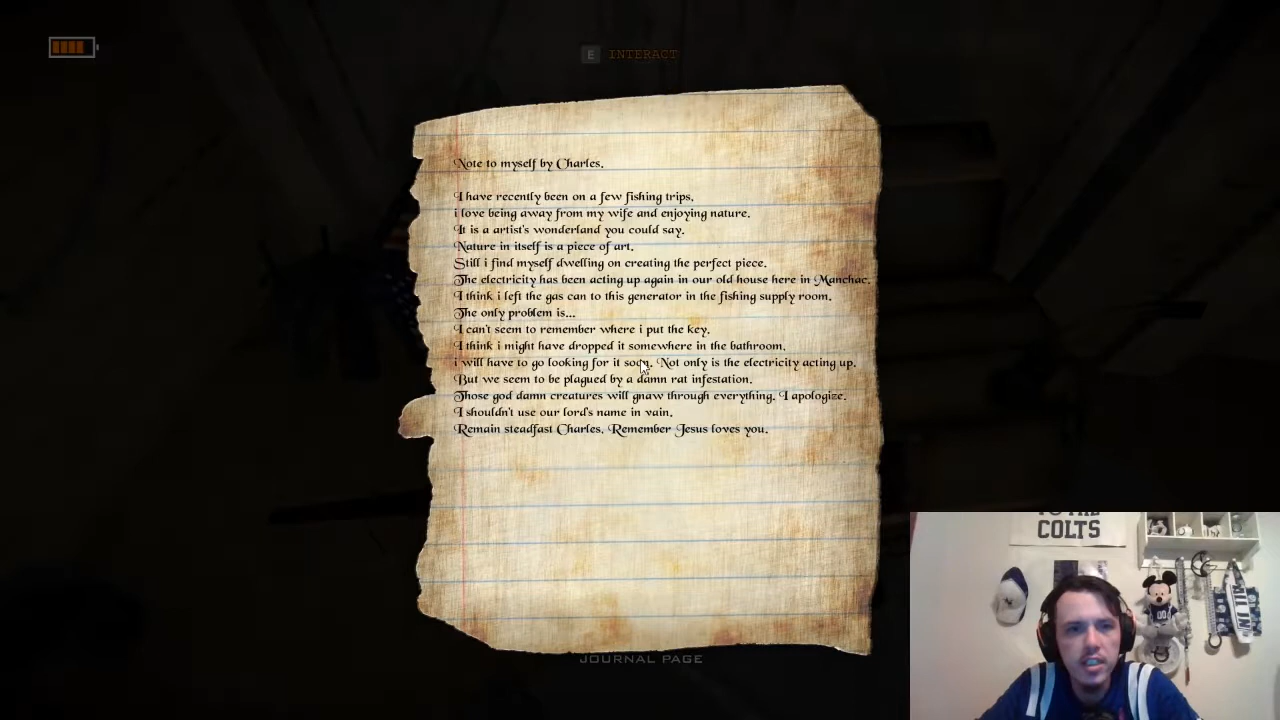 E INTERACT
Note to myself by Charles.
I have recently been on a few fishing trips.
i love being away from my wife and enjoying nature.
It is a artist's wonderland you could say.
Nature in itself is a piece of art.
Still i find myself dwelling on creating the perfect piece.
The electricity has been acting up again in our old house here in Manchac.
I think i left the gas can to this generator in the fishing supply room.
The only problem is...
I can't seem to remember where i put the key.
I think i might have dropped it somewhere in the bathroom.
i will have to go looking for it soon. Not only is the electricity acting up.
But we seem to be plagued by a damn rat infestation.
Those god damn creatures will gnaw through everything. I apologize.
I shouldn't use our lord's name in vain.
Remain steadfast Charles. Remember Jesus loves you.
JOURNAL PAGE
COLTS